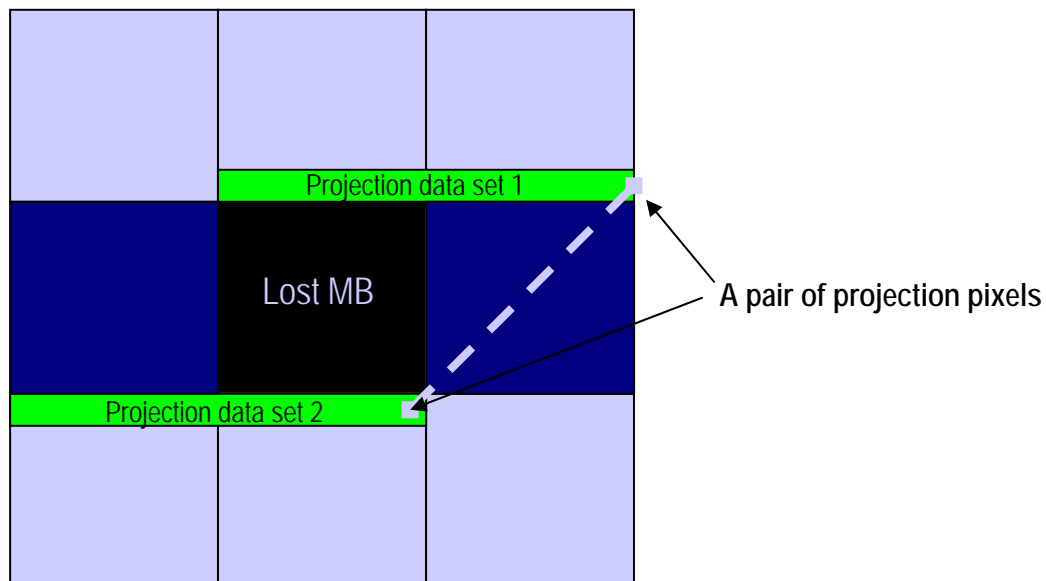 Projection data set 1
Lost MB
A pair of projection pixels
Projection data set 2